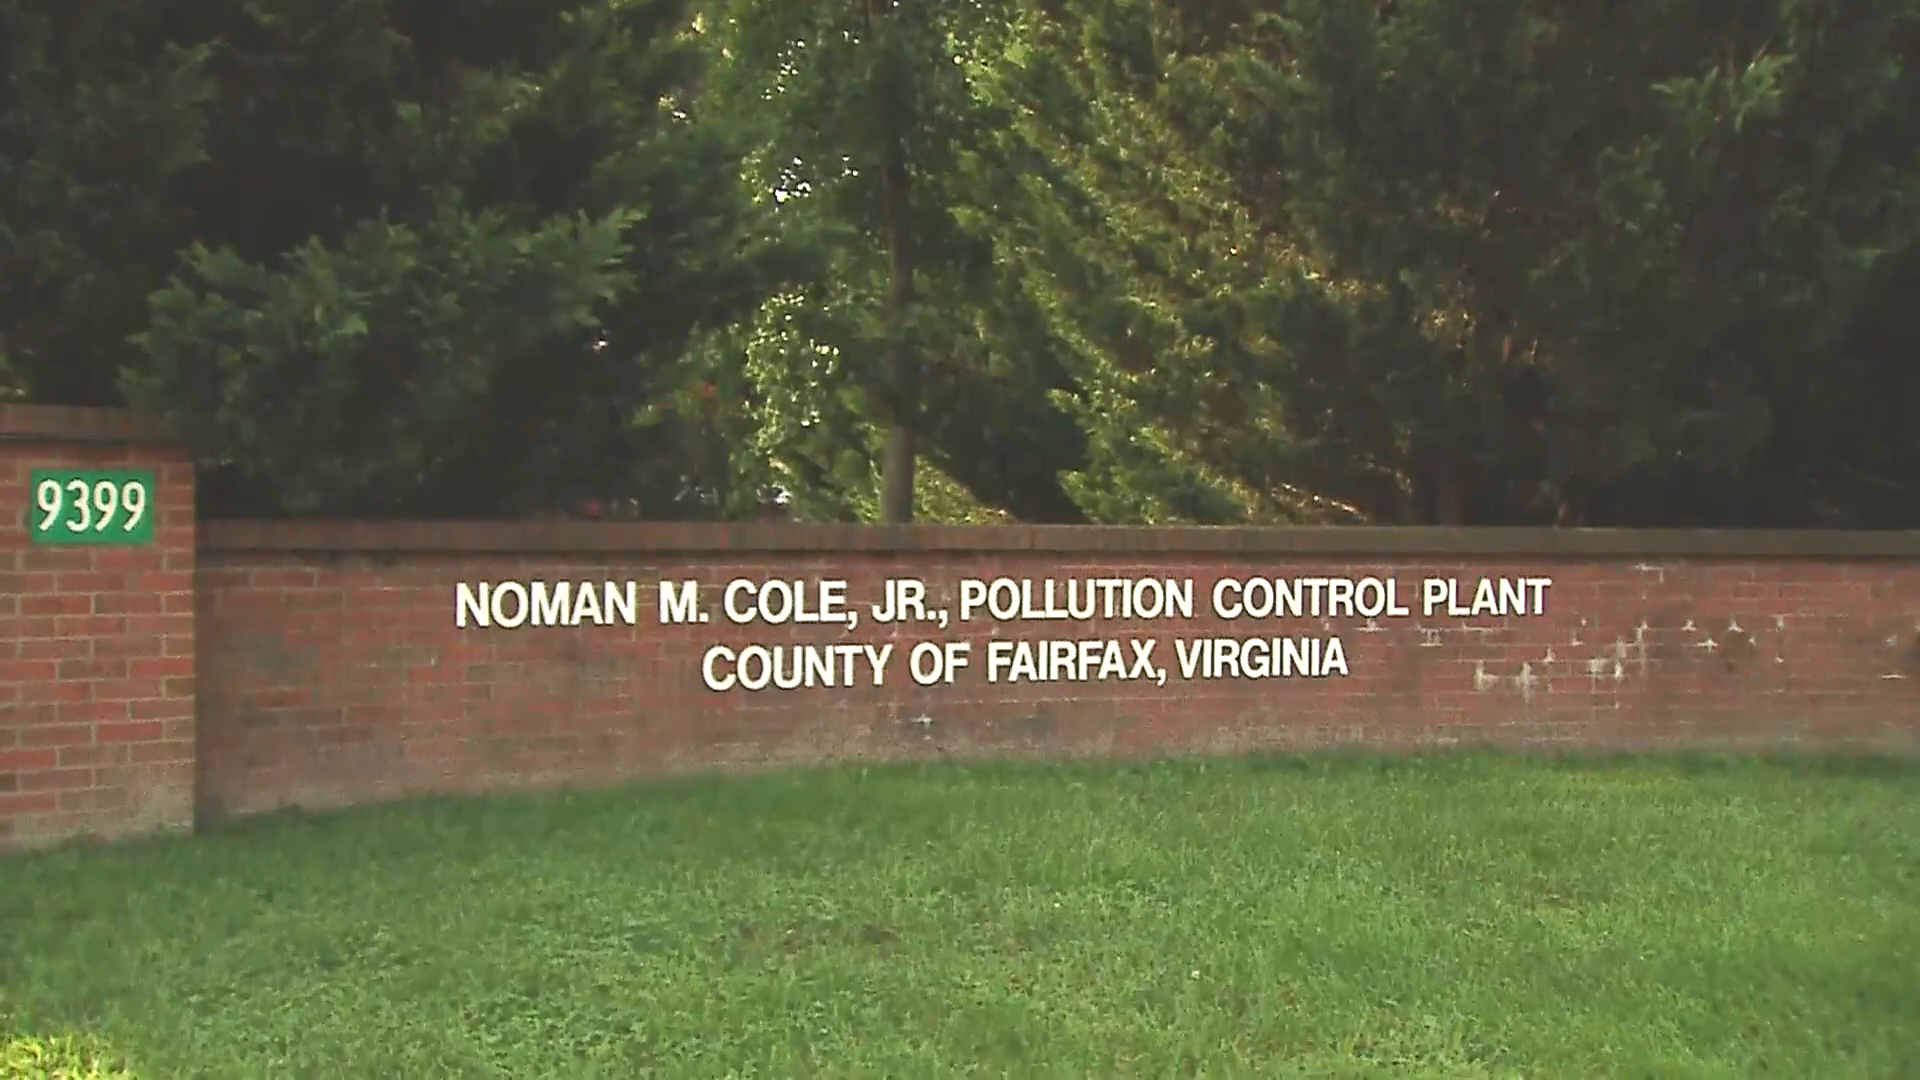 9399
NOMAN M. COLE, JR., POLLUTION CONTROL PLANT
COUNTY OF FAIRFAX, VIRGINIA